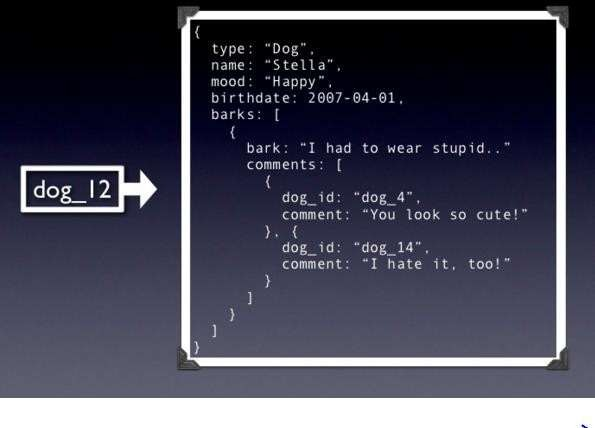 {
  type: “Dog”,
  name: “Stella”,
  mood: “Happy”,
  birthdate: 2007-04-01,
  barks: [
    {
      bark: “I had to wear stupid..”
      comments: [
        {
          dog_id: “dog_4”,
          comment: “You look so cute!”
        }, {
          dog_id: “dog_14”,
          comment: “I hate it, too!”
        }
      ]
    }
  ]
}
dog_12